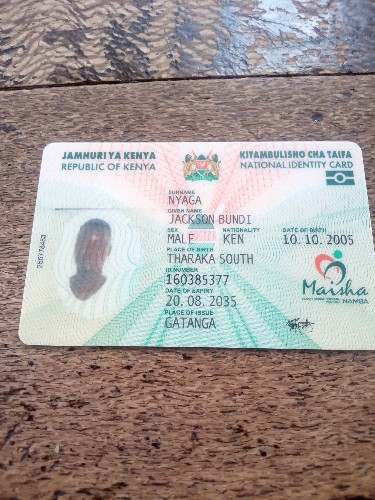 JAMHURI YA KENYA
REPUBLIC OF KENYA
KITAMBULISHO CHA TAIFA
NATIONAL IDENTITY CARD
SURNAME
NYAGA
GIVEN NAME
JACKSON BUNDI
SEX NATIONALITY DATE OF BIRTH
MALE KEN 10. 10. 2005
PLACE OF BIRTH
THARAKA SOUTH
ID NUMBER
160385377
DATE OF EXPIRY
20. 08. 2035
PLACE OF ISSUE
GATANGA
Maisha
NAMBA